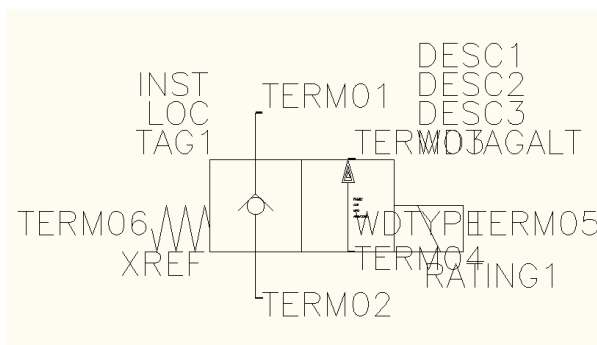 DESC1
INST
TERM01
DESC2
LOC
DESC3
TAG1
TERM03
WDTAGALT
TERM06
WDTYPE
TERM05
XREF
TERM04
RATING1
TERM02